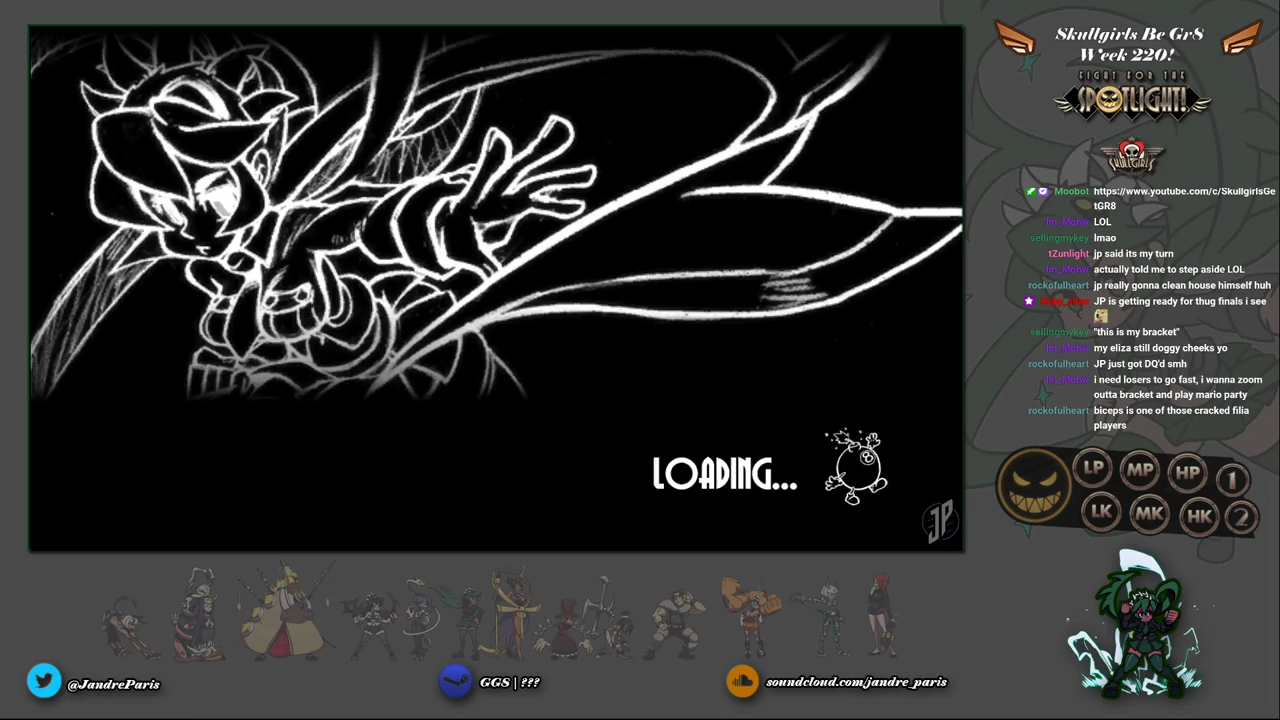 Skullgirls Be Gr8
Week 220!
FIGHT FOR THE
SPOTLIGHT!
SKULLGIRLS
Moobot https://www.youtube.com/c/SkullgirlsGe
tGR8
Im_Mohw LOL
sellingmykey lmao
tZunlight jp said its my turn
Im_Mohw actually told me to step aside LOL
rockofulheart jp really gonna clean house himself huh
JP is getting ready for thug finals i see
sellingmykey "this is my bracket"
Im_Mohw my eliza still doggy cheeks yo
rockofulheart JP just got DQ'd smh
Im_Mohw i need losers to go fast, i wanna zoom
outta bracket and play mario party
rockofulheart biceps is one of those cracked filia
players
LOADING...
8
JP
LP MP HP 1
LK MK HK 2
@JandreParis
GGS | ???
soundcloud.com/jandre_paris